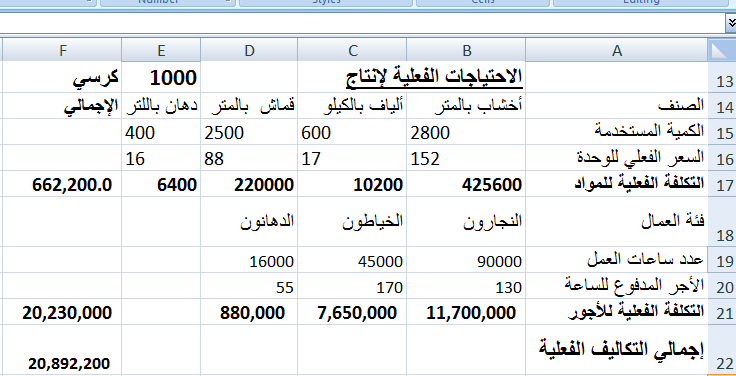 Number Styles Cells Editing
A B C D E F
13 الاحتياجات الفعلية لإنتاج 1000 كرسي
14 الصنف أخشاب بالمتر ألياف بالكيلو قماش بالمتر دهان باللتر الإجمالي
15 الكمية المستخدمة 2800 600 2500 400
16 السعر الفعلي للوحدة 152 17 88 16
17 التكلفة الفعلية للمواد 425600 10200 220000 6400 662,200.0
18 فئة العمال النجارون الخياطون الدهانون
19 عدد ساعات العمل 90000 45000 16000
20 الأجر المدفوع للساعة 130 170 55
21 التكلفة الفعلية للأجور 11,700,000 7,650,000 880,000 20,230,000
22 إجمالي التكاليف الفعلية 20,892,200